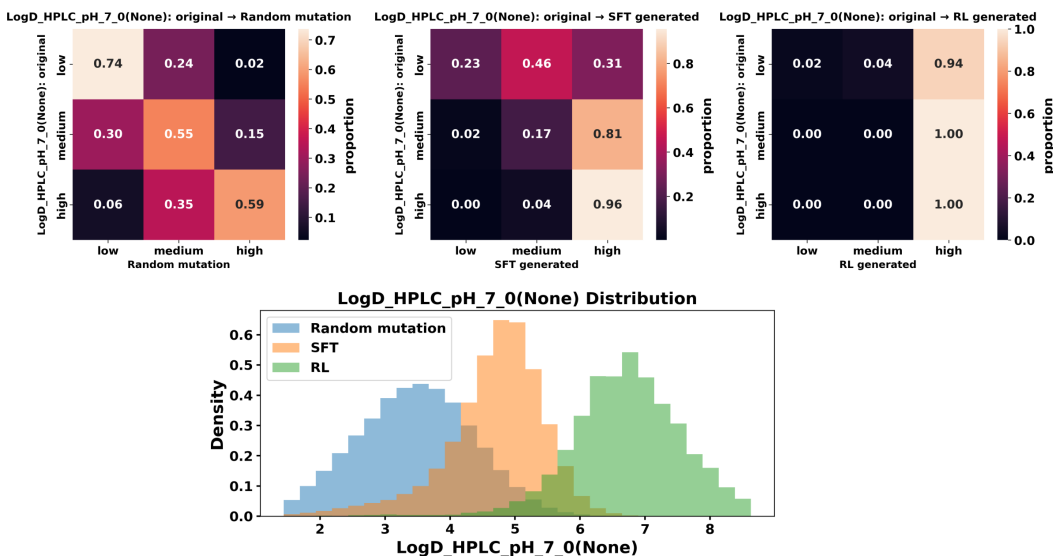 LogD_HPLC_pH_7_0(None): original → Random mutation
LogD_HPLC_pH_7_0(None): original
low
medium
high
0.74 0.24 0.02
0.30 0.55 0.15
0.06 0.35 0.59
low medium high
Random mutation
0.7
0.6
0.5
0.4
0.3
0.2
0.1
proportion
LogD_HPLC_pH_7_0(None): original → SFT generated
LogD_HPLC_pH_7_0(None): original
low
medium
high
0.23 0.46 0.31
0.02 0.17 0.81
0.00 0.04 0.96
low medium high
SFT generated
0.8
0.6
0.4
0.2
proportion
LogD_HPLC_pH_7_0(None): original → RL generated
LogD_HPLC_pH_7_0(None): original
low
medium
high
0.02 0.04 0.94
0.00 0.00 1.00
0.00 0.00 1.00
low medium high
RL generated
1.0
0.8
0.6
0.4
0.2
0.0
proportion
LogD_HPLC_pH_7_0(None) Distribution
Random mutation
SFT
RL
Density
0.6
0.5
0.4
0.3
0.2
0.1
0.0
2 3 4 5 6 7 8
LogD_HPLC_pH_7_0(None)